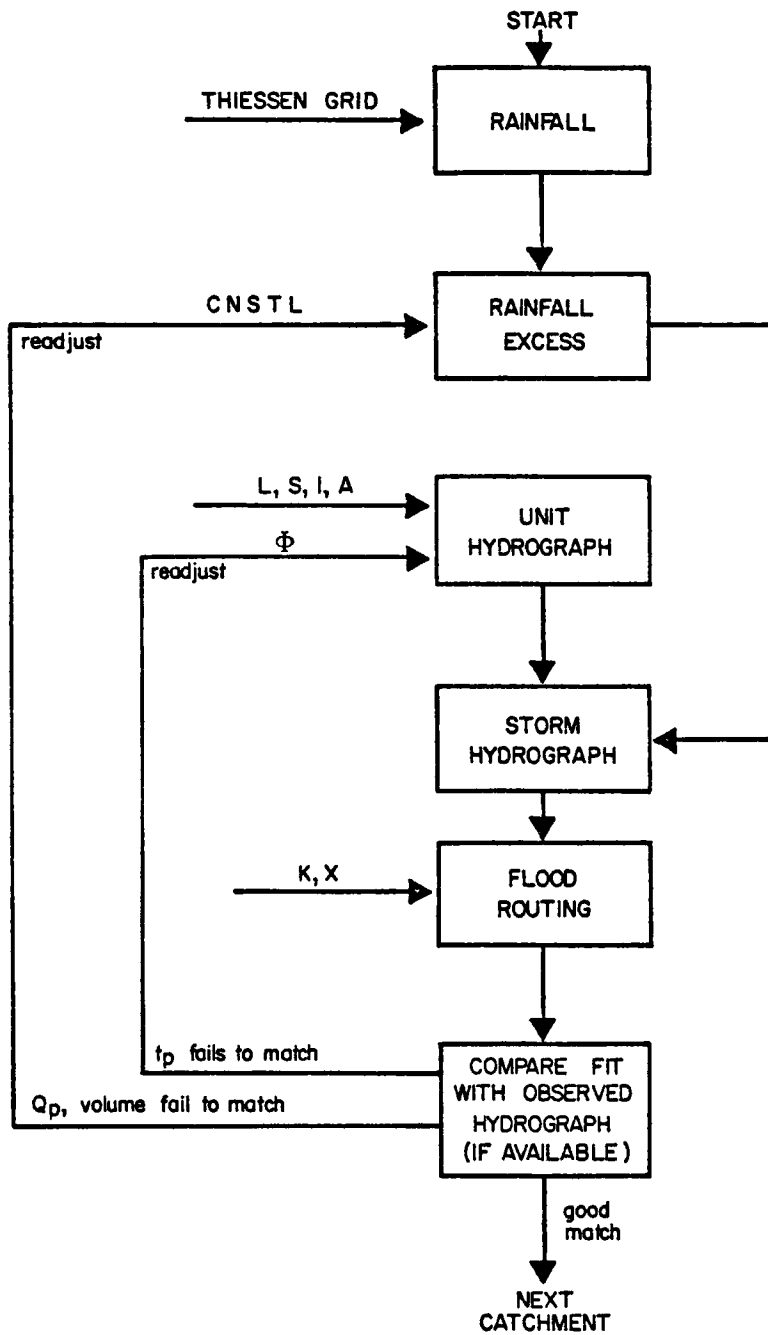 START
THIESSEN GRID
RAINFALL
CNSTL
readjust
RAINFALL
EXCESS
L, S, I, A
Φ
readjust
UNIT
HYDROGRAPH
STORM
HYDROGRAPH
K, X
FLOOD
ROUTING
tp fails to match
Qp, volume fail to match
COMPARE FIT
WITH OBSERVED
HYDROGRAPH
(IF AVAILABLE)
good
match
NEXT
CATCHMENT